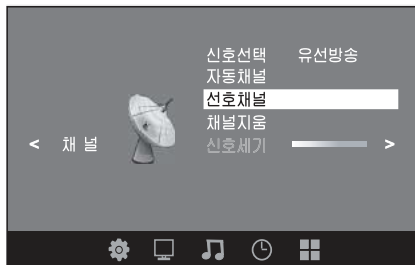 신호선택 유선방송
자동채널
선호채널
채널지움
< 채 널 신호세기 >